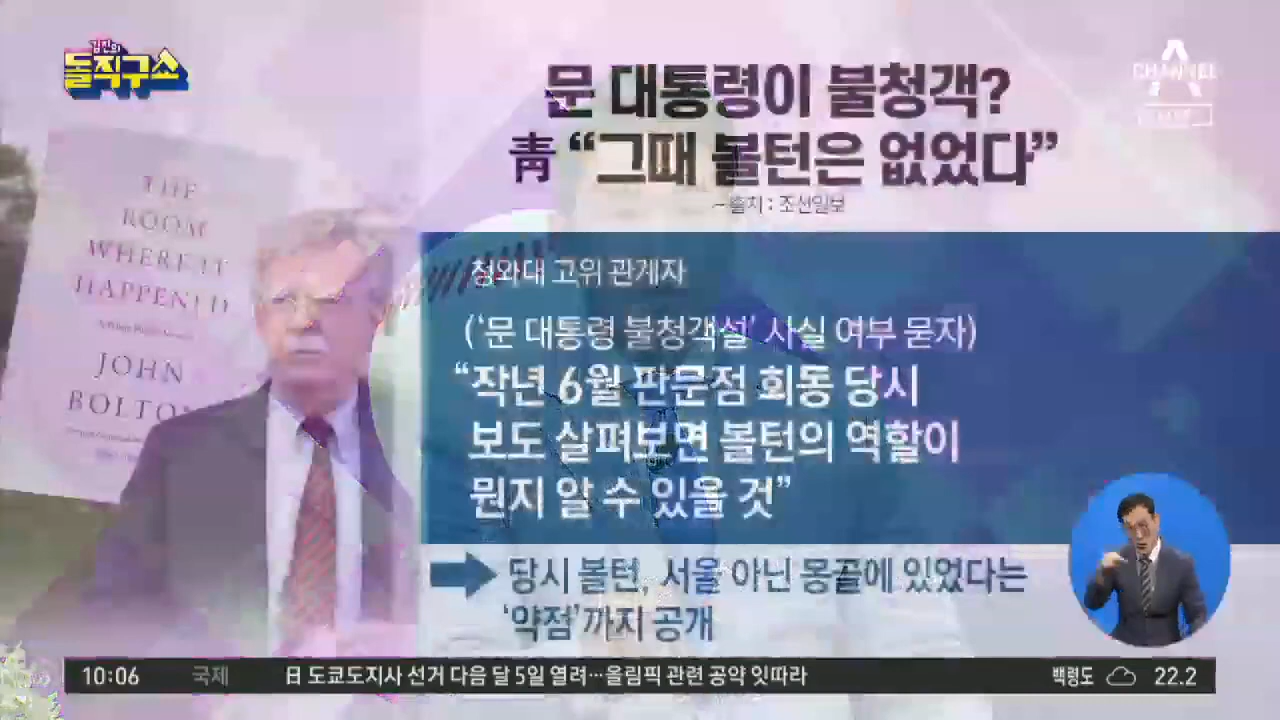 김진의
돌직구쇼
CHANNEL
문 대통령이 불청객?
靑 “그때 볼턴은 없었다”
출처 : 조선일보
THE
ROOM
WHERE IT
HAPPENED
JOHN
BOLTON
청와대 고위 관계자
(‘문 대통령 불청객설’ 사실 여부 묻자)
“작년 6월 판문점 회동 당시
보도 살펴보면 볼턴의 역할이
뭔지 알 수 있을 것”
당시 볼턴, 서울 아닌 몽골에 있었다는
‘약점’까지 공개
10:06 국제 日 도쿄도지사 선거 다음 달 5일 열려…올림픽 관련 공약 잇따라 백령도 22.2